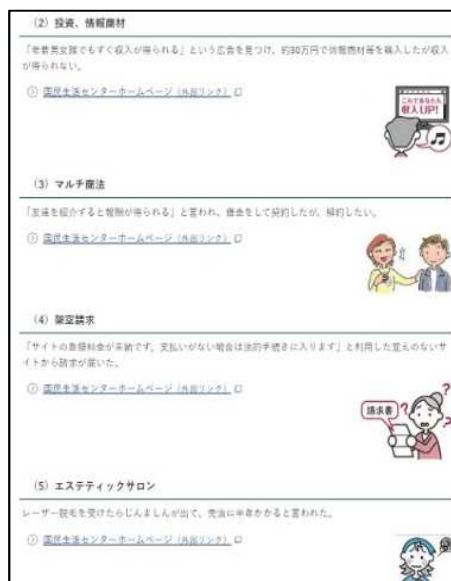 (2) 投資、情報商材
「老若男女誰でもすぐ収入が得られる」という広告を見つけ、約80万円で情報商材等を購入したが収入
が得られない。
国民生活センターホームページ（外部リンク）
これであなたも
収入UP!
(3) マルチ商法
「友達を紹介すると報酬が得られる」と言われ、借金をして契約したが、解約したい。
国民生活センターホームページ（外部リンク）
(4) 架空請求
「サイトの登録料金が未納です。支払いがない場合は法的手続きに入ります」と利用した覚えのないサ
イトから請求が届いた。
国民生活センターホームページ（外部リンク）
請求書
? ? ?
(5) エステティックサロン
レーザー脱毛を受けたらじんましんが出て、完治に半年かかると言われた。
国民生活センターホームページ（外部リンク）